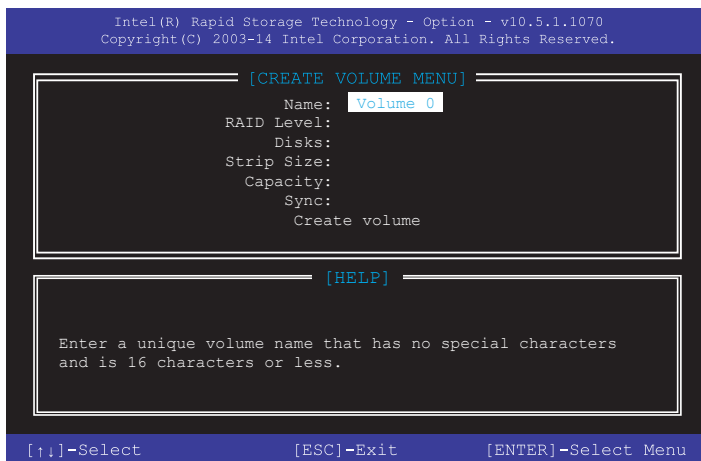 Intel(R) Rapid Storage Technology - Option - v10.5.1.1070
Copyright(C) 2003-14 Intel Corporation. All Rights Reserved.
[CREATE VOLUME MENU]
Name: Volume 0
RAID Level:
Disks:
Strip Size:
Capacity:
Sync:
Create volume
[HELP]
Enter a unique volume name that has no special characters
and is 16 characters or less.
[↑↓]-Select [ESC]-Exit [ENTER]-Select Menu